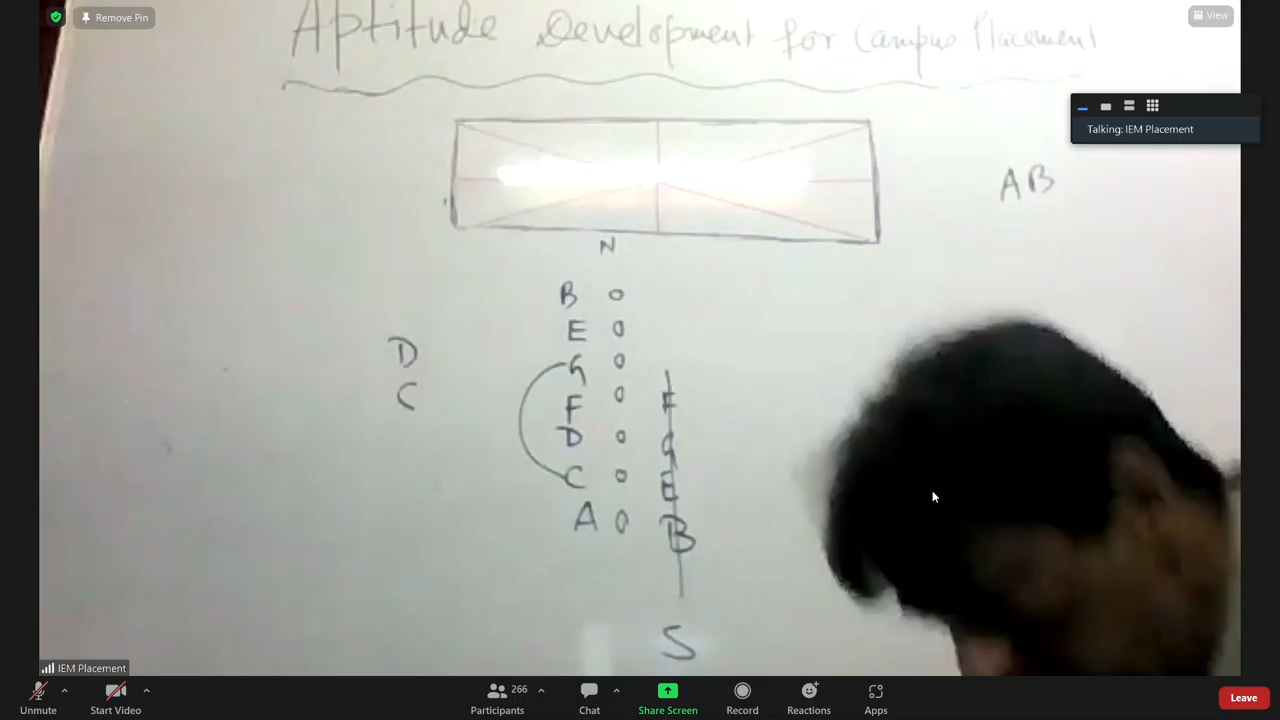 Remove Pin
View
Aptitude Development for Campus Placement
Talking: IEM Placement
AB
N
B
E
G
F
D
C
A
D
C
F
G
E
B
S
IEM Placement
Unmute
Start Video
266
Participants
Chat
Share Screen
Record
Reactions
Apps
Leave